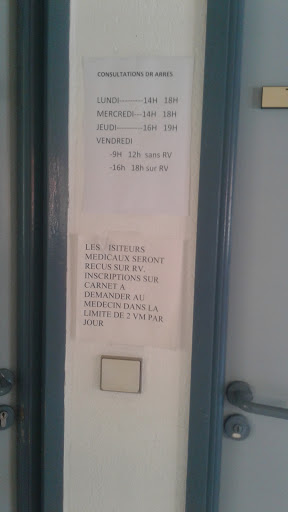 CONSULTATIONS DR ARRES
LUNDI---------14H 18H
MERCREDI---14H 18H
JEUDI----------16H 19H
VENDREDI
-9H 12h sans RV
-16h 18h sur RV
LES ISITEURS
MEDICAUX SERONT
RECUS SUR RV.
INSCRIPTIONS SUR
CARNET A
DEMANDER AU
MEDECIN DANS LA
LIMITE DE 2 VM PAR
JOUR